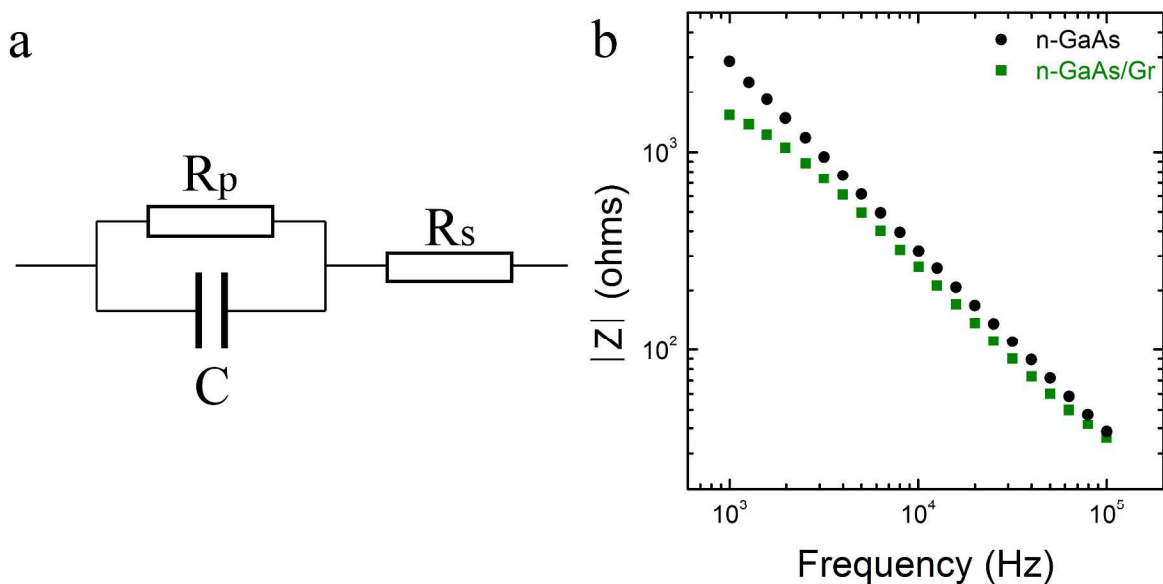 a
Rp
Rs
C
b
n-GaAs
n-GaAs/Gr
|Z| (ohms)
10³
10²
10³ 10⁴ 10⁵
Frequency (Hz)